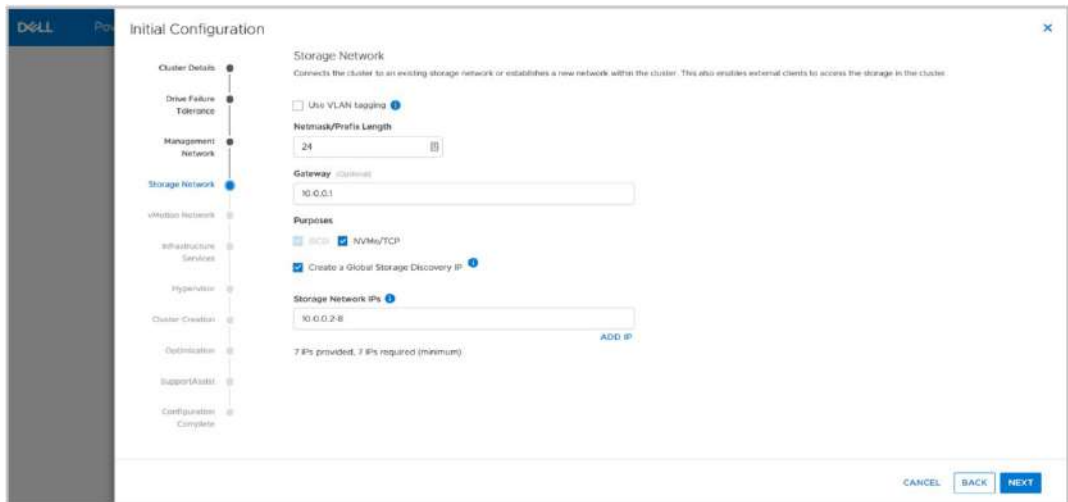 DELL
Pow
Initial Configuration
Cluster Details
Drive Failure
Tolerance
Management
Network
Storage Network
vMotion Network
Infrastructure
Services
Hypervisor
Cluster Creation
Optimization
SupportAssist
Configuration
Complete
Storage Network
Connects the cluster to an existing storage network or establishes a new network within the cluster. This also enables external clients to access the storage in the cluster.
Use VLAN tagging
Netmask/Prefix Length
24
Gateway (Optional)
10.0.0.1
Purposes
NVMe/TCP
Create a Global Storage Discovery IP
Storage Network IPs
10.0.0.2-8
ADD IP
7 IPs provided, 7 IPs required (minimum)
CANCEL
BACK
NEXT